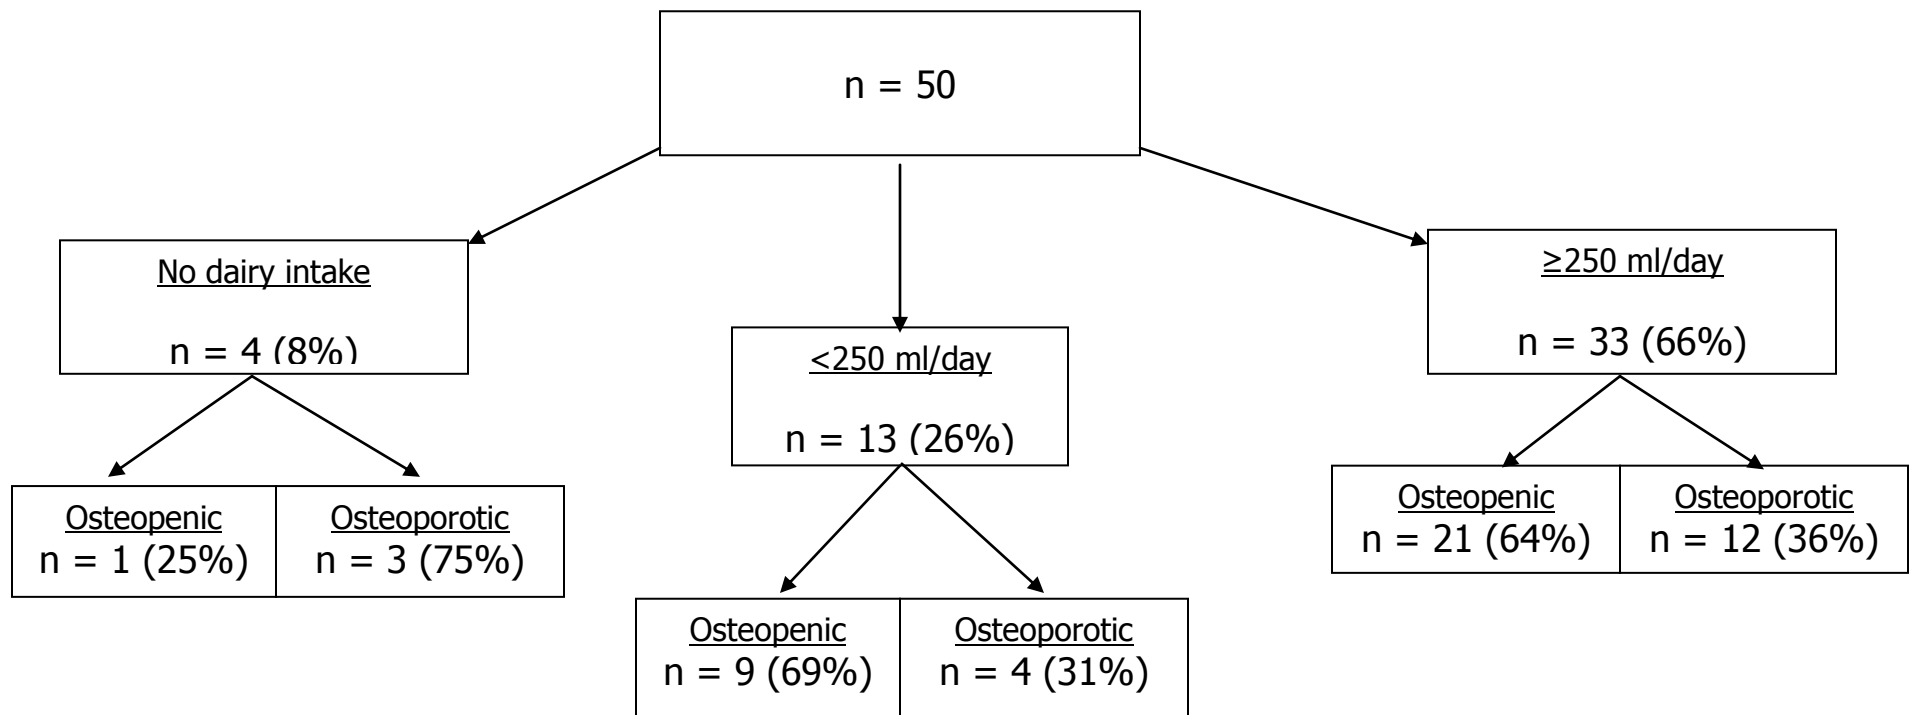 n = 50
No dairy intake
n = 4 (8%)
<250 ml/day
n = 13 (26%)
≥250 ml/day
n = 33 (66%)
Osteopenic
n = 1 (25%)
Osteoporotic
n = 3 (75%)
Osteopenic
n = 9 (69%)
Osteoporotic
n = 4 (31%)
Osteopenic
n = 21 (64%)
Osteoporotic
n = 12 (36%)